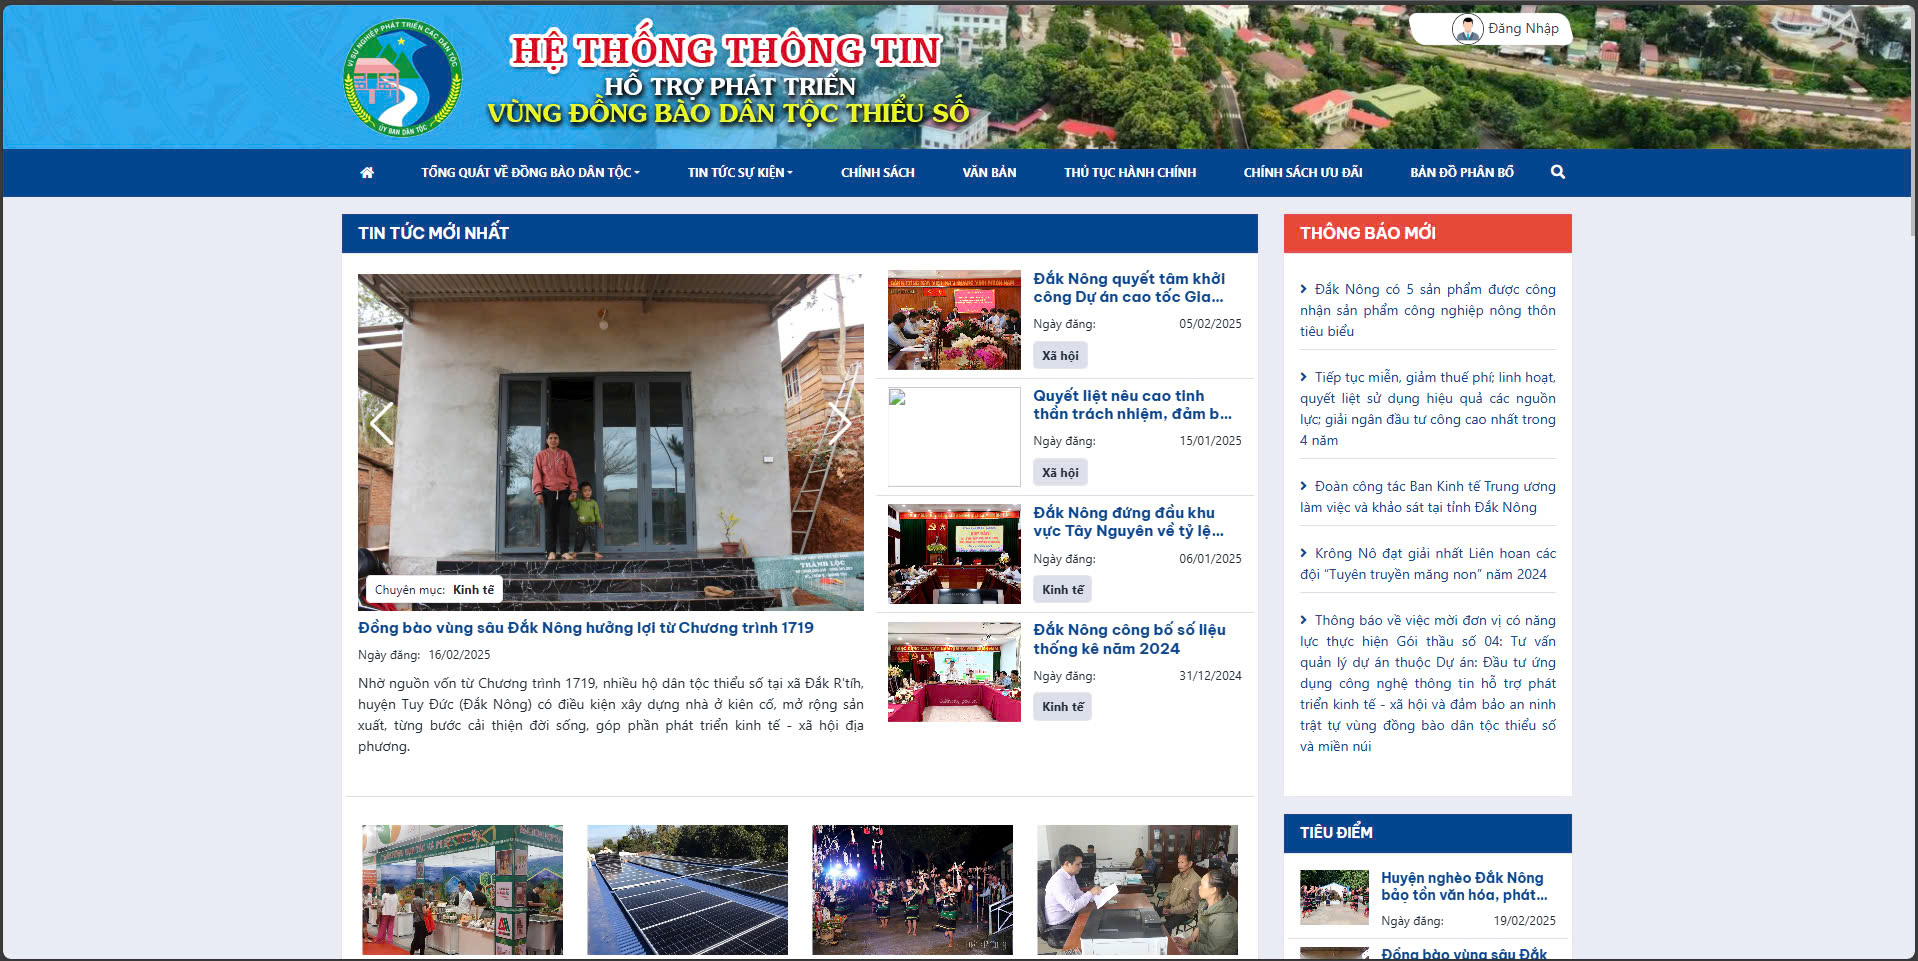 VÌ SỰ NGHIỆP PHÁT TRIỂN CÁC DÂN TỘC
ỦY BAN DÂN TỘC
HỆ THỐNG THÔNG TIN
HỖ TRỢ PHÁT TRIỂN
VÙNG ĐỒNG BÀO DÂN TỘC THIỂU SỐ
Đăng Nhập
TỔNG QUÁT VỀ ĐỒNG BÀO DÂN TỘC
TIN TỨC SỰ KIỆN
CHÍNH SÁCH
VĂN BẢN
THỦ TỤC HÀNH CHÍNH
CHÍNH SÁCH ƯU ĐÃI
BẢN ĐỒ PHÂN BỐ
TIN TỨC MỚI NHẤT
THÀNH LỘC
Chuyên mục: Kinh tế
Đồng bào vùng sâu Đắk Nông hưởng lợi từ Chương trình 1719
Ngày đăng: 16/02/2025
Nhờ nguồn vốn từ Chương trình 1719, nhiều hộ dân tộc thiểu số tại xã Đắk R'tíh,
huyện Tuy Đức (Đắk Nông) có điều kiện xây dựng nhà ở kiên cố, mở rộng sản
xuất, từng bước cải thiện đời sống, góp phần phát triển kinh tế - xã hội địa
phương.
Đắk Nông quyết tâm khởi
công Dự án cao tốc Gia...
Ngày đăng: 05/02/2025
Xã hội
Quyết liệt nêu cao tinh
thần trách nhiệm, đảm b...
Ngày đăng: 15/01/2025
Xã hội
Đắk Nông đứng đầu khu
vực Tây Nguyên về tỷ lệ...
Ngày đăng: 06/01/2025
Kinh tế
Đắk Nông công bố số liệu
thống kê năm 2024
Ngày đăng: 31/12/2024
Kinh tế
THÔNG BÁO MỚI
Đắk Nông có 5 sản phẩm được công
nhận sản phẩm công nghiệp nông thôn
tiêu biểu
Tiếp tục miễn, giảm thuế phí; linh hoạt,
quyết liệt sử dụng hiệu quả các nguồn
lực; giải ngân đầu tư công cao nhất trong
4 năm
Đoàn công tác Ban Kinh tế Trung ương
làm việc và khảo sát tại tỉnh Đắk Nông
Krông Nô đạt giải nhất Liên hoan các
đội “Tuyên truyền măng non” năm 2024
Thông báo về việc mời đơn vị có năng
lực thực hiện Gói thầu số 04: Tư vấn
quản lý dự án thuộc Dự án: Đầu tư ứng
dụng công nghệ thông tin hỗ trợ phát
triển kinh tế - xã hội và đảm bảo an ninh
trật tự vùng đồng bào dân tộc thiểu số
và miền núi
TIÊU ĐIỂM
Huyện nghèo Đắk Nông
bảo tồn văn hóa, phát...
Ngày đăng: 19/02/2025
Đồng bào vùng sâu Đắk